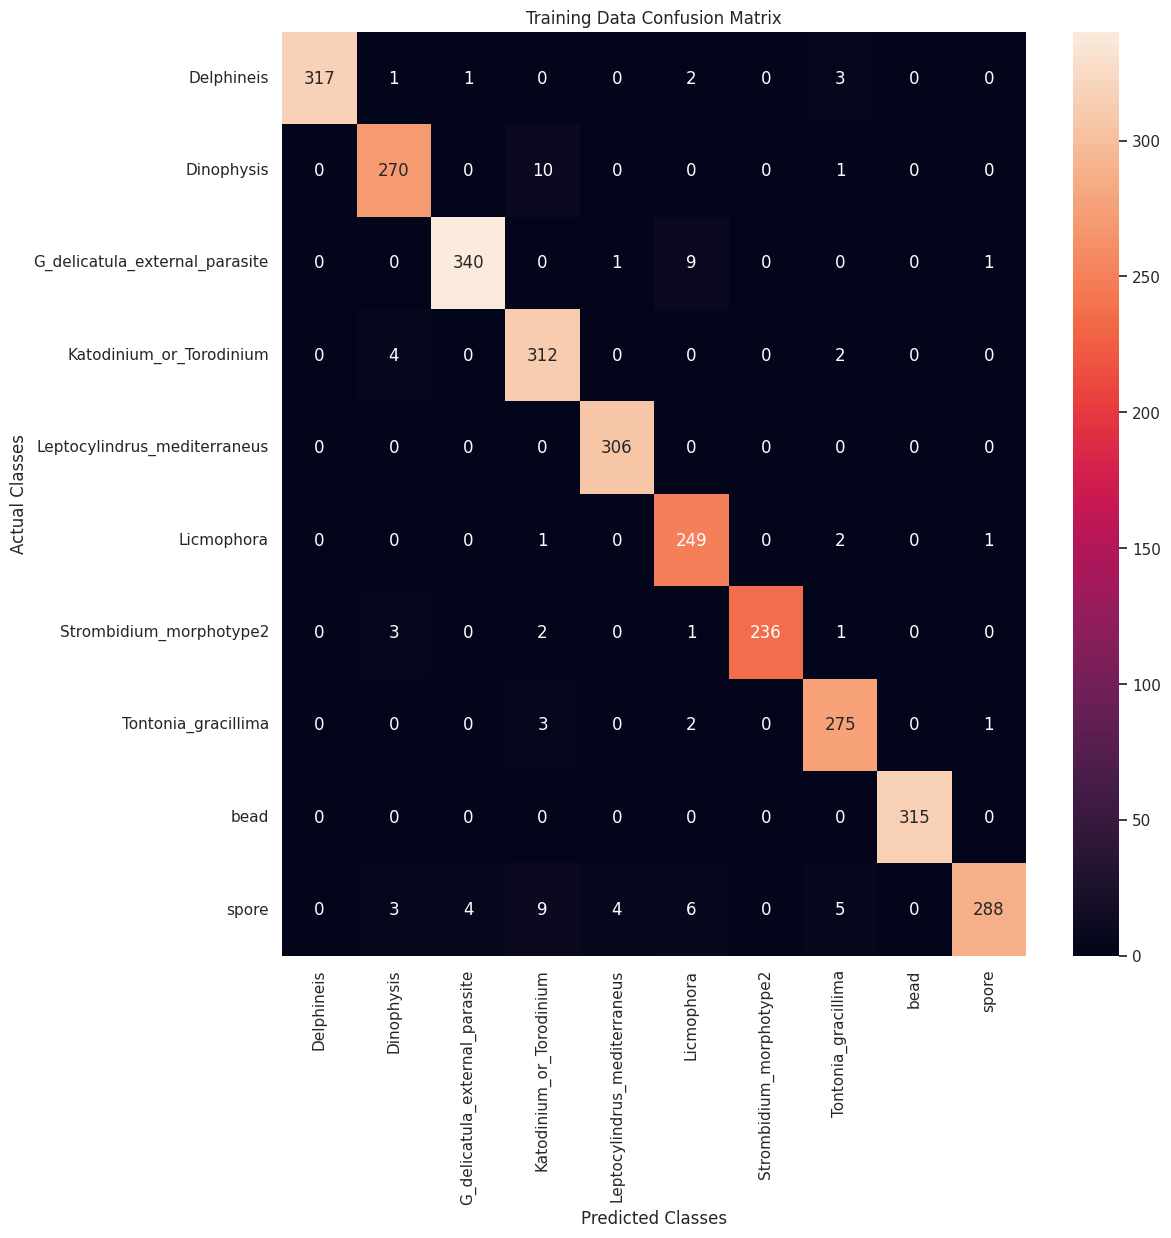 Training Data Confusion Matrix
Actual Classes
Delphineis 317 1 1 0 0 2 0 3 0 0
Dinophysis 0 270 0 10 0 0 0 1 0 0
G_delicatula_external_parasite 0 0 340 0 1 9 0 0 0 1
Katodinium_or_Torodinium 0 4 0 312 0 0 0 2 0 0
Leptocylindrus_mediterraneus 0 0 0 0 306 0 0 0 0 0
Licmophora 0 0 0 1 0 249 0 2 0 1
Strombidium_morphotype2 0 3 0 2 0 1 236 1 0 0
Tontonia_gracillima 0 0 0 3 0 2 0 275 0 1
bead 0 0 0 0 0 0 0 0 315 0
spore 0 3 4 9 4 6 0 5 0 288
Delphineis
Dinophysis
G_delicatula_external_parasite
Katodinium_or_Torodinium
Leptocylindrus_mediterraneus
Licmophora
Strombidium_morphotype2
Tontonia_gracillima
bead
spore
Predicted Classes
300
250
200
150
100
50
0